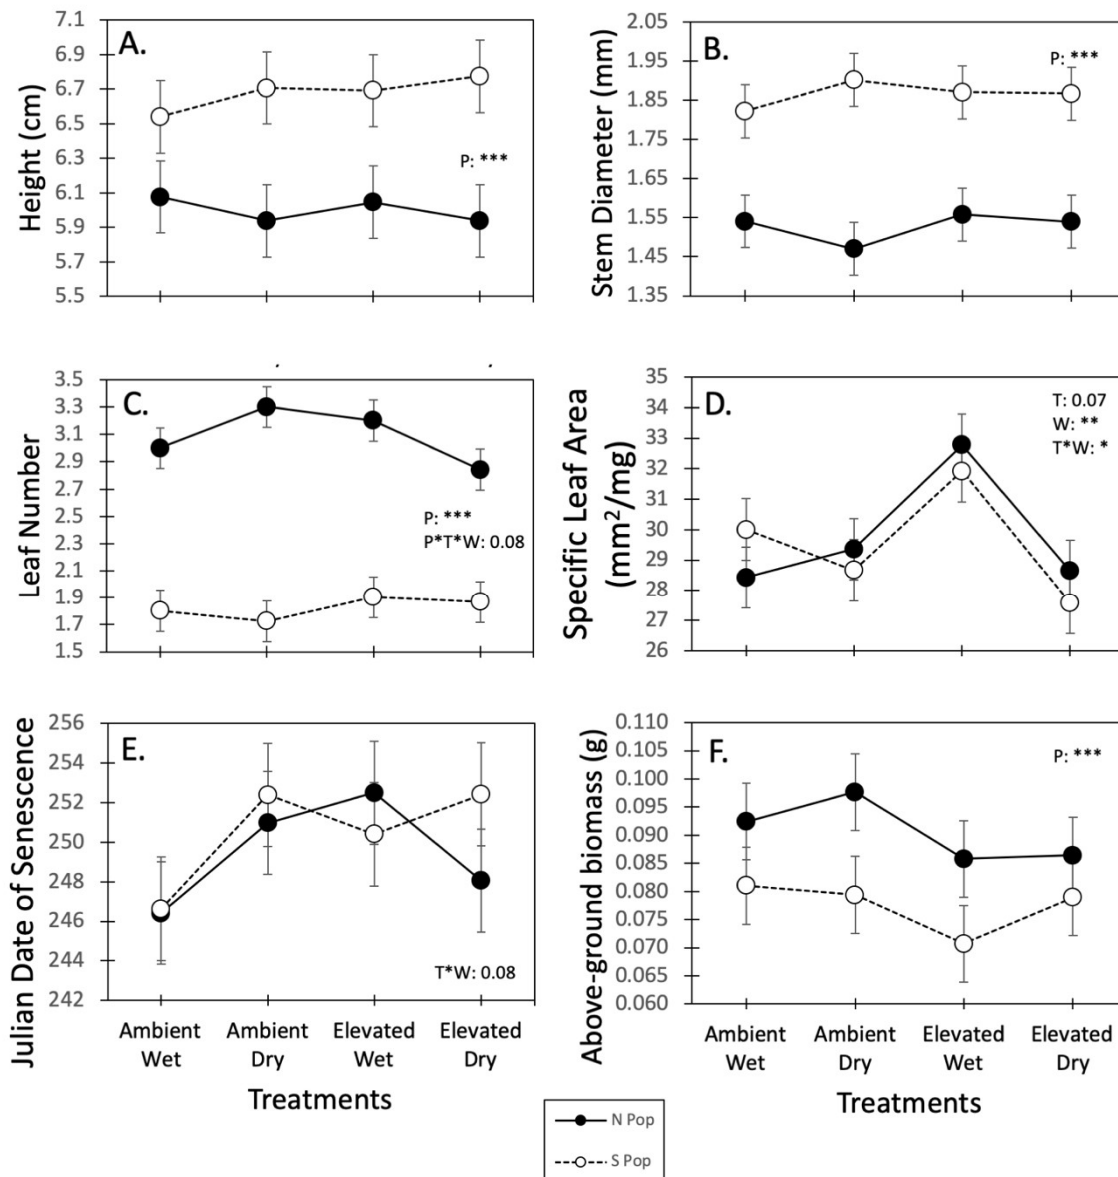 A.
Height (cm)
7.1
6.9
6.7
6.5
6.3
6.1
5.9
5.7
5.5
P: ***
B.
Stem Diameter (mm)
2.05
1.95
1.85
1.75
1.65
1.55
1.45
1.35
P: ***
C.
Leaf Number
3.5
3.3
3.1
2.9
2.7
2.5
2.3
2.1
1.9
1.7
1.5
P: ***
P*T*W: 0.08
D.
Specific Leaf Area
(mm²/mg)
35
34
33
32
31
30
29
28
27
26
T: 0.07
W: **
T*W: *
E.
Julian Date of Senescence
256
254
252
250
248
246
244
242
T*W: 0.08
Ambient Wet
Ambient Dry
Elevated Wet
Elevated Dry
Treatments
F.
Above-ground biomass (g)
0.110
0.105
0.100
0.095
0.090
0.085
0.080
0.075
0.070
0.065
0.060
P: ***
Ambient Wet
Ambient Dry
Elevated Wet
Elevated Dry
Treatments
N Pop
S Pop